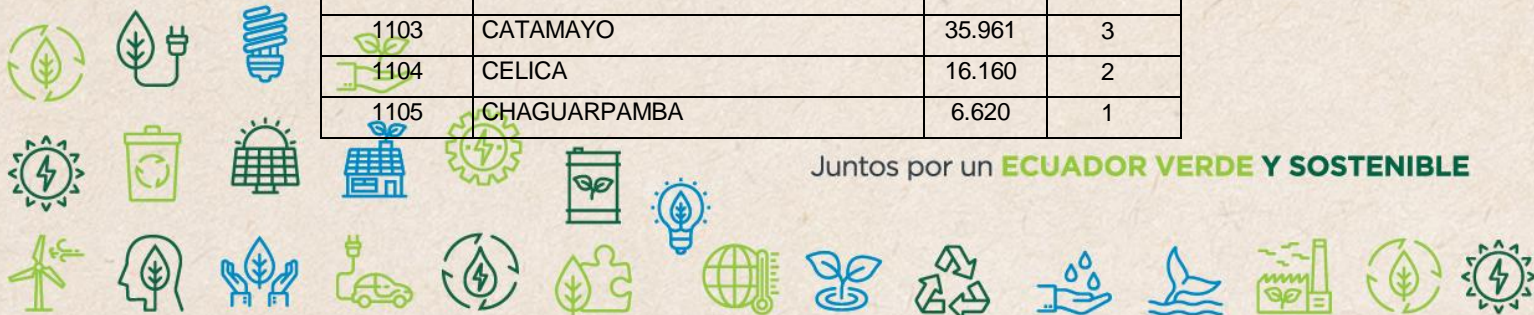 1103 CATAMAYO 35.961 3
1104 CELICA 16.160 2
1105 CHAGUARPAMBA 6.620 1
Juntos por un ECUADOR VERDE Y SOSTENIBLE